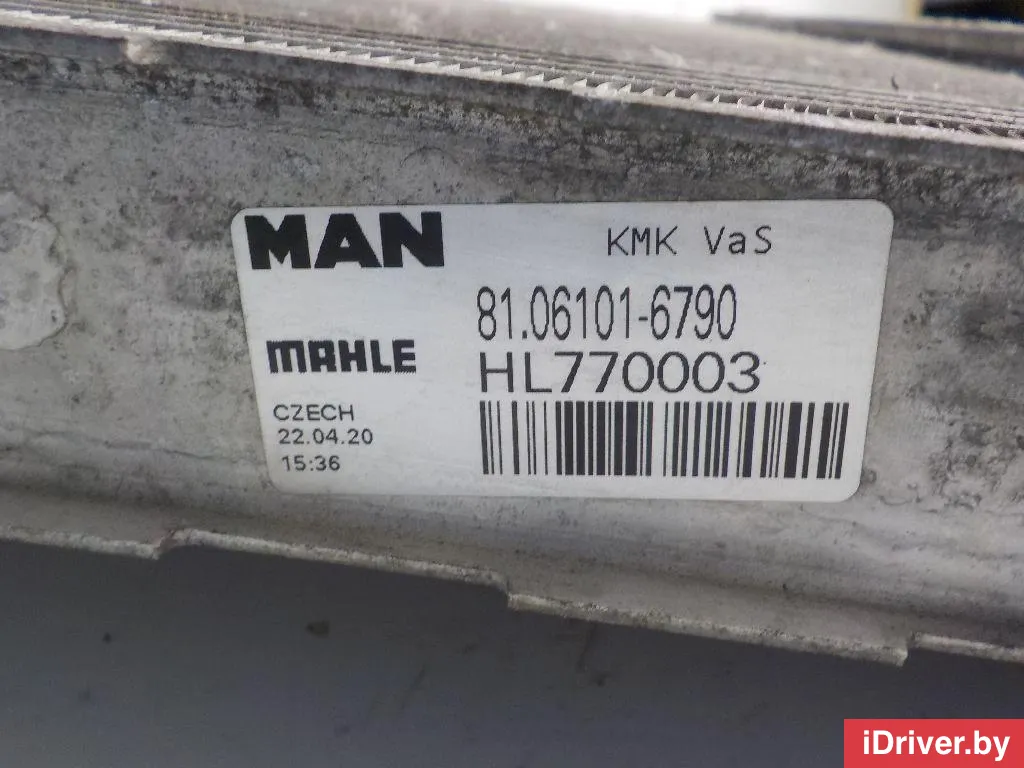 MAN
KMK VaS
81.06101-6790
MAHLE
HL770003
CZECH
22.04.20
15:36
iDriver.by